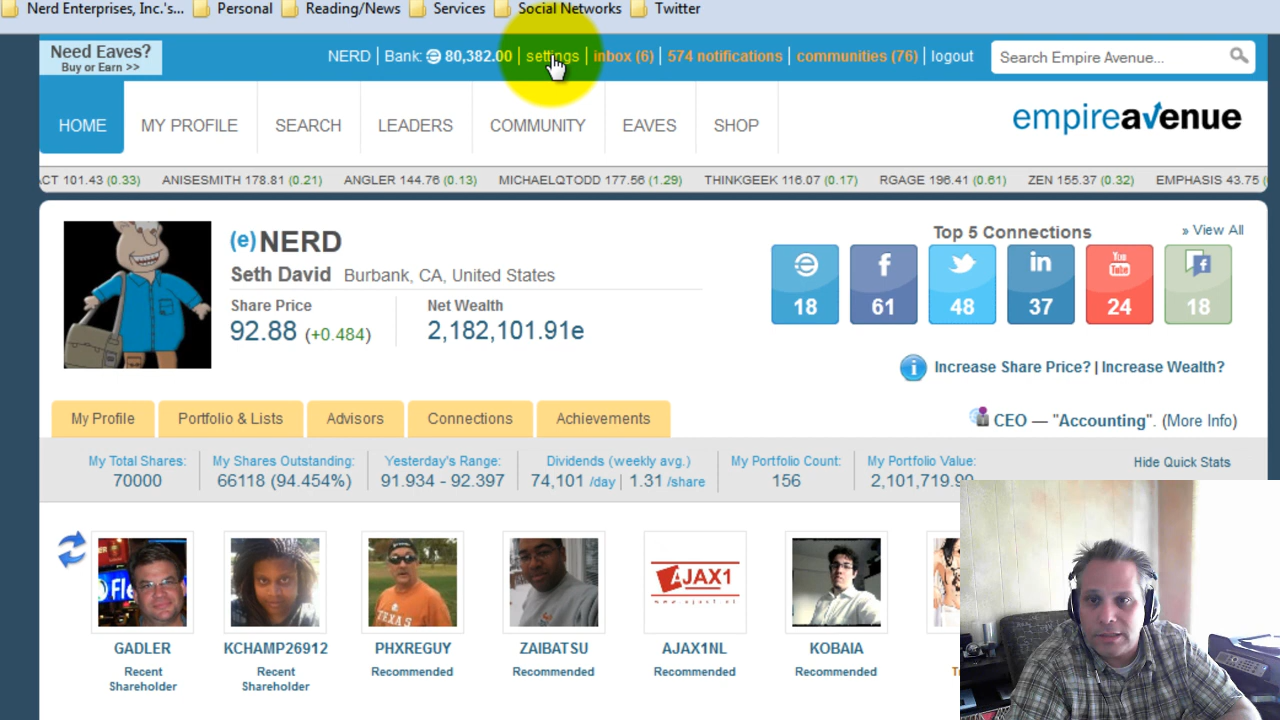 Nerd Enterprises, Inc.'s... Personal Reading/News Services Social Networks Twitter
Need Eaves?
Buy or Earn >>
NERD | Bank: 80,382.00 | settings | inbox (6) | 574 notifications | communities (76) | logout
Search Empire Avenue...
HOME MY PROFILE SEARCH LEADERS COMMUNITY EAVES SHOP
empireavenue
CT 101.43 (0.33) ANISESMITH 178.81 (0.21) ANGLER 144.76 (0.13) MICHAELQTODD 177.56 (1.29) THINKGEEK 116.07 (0.17) RGAGE 196.41 (0.61) ZEN 155.37 (0.32) EMPHASIS 43.75 (
(e) NERD
Seth David Burbank, CA, United States
Share Price Net Wealth
92.88 (+0.484) 2,182,101.91e
Top 5 Connections » View All
e f in You Tube f
18 61 48 37 24 18
i Increase Share Price? | Increase Wealth?
My Profile Portfolio & Lists Advisors Connections Achievements
CEO — "Accounting". (More Info)
My Total Shares: My Shares Outstanding: Yesterday's Range: Dividends (weekly avg.) My Portfolio Count: My Portfolio Value: Hide Quick Stats
70000 66118 (94.454%) 91.934 - 92.397 74,101 /day | 1.31 /share 156 2,101,719.90
TEXAS
AJAX1
GADLER KCHAMP26912 PHXREGUY ZAIBATSU AJAX1NL KOBAIA
Recent Recent Recommended Recommended Recommended Recommended
Shareholder Shareholder